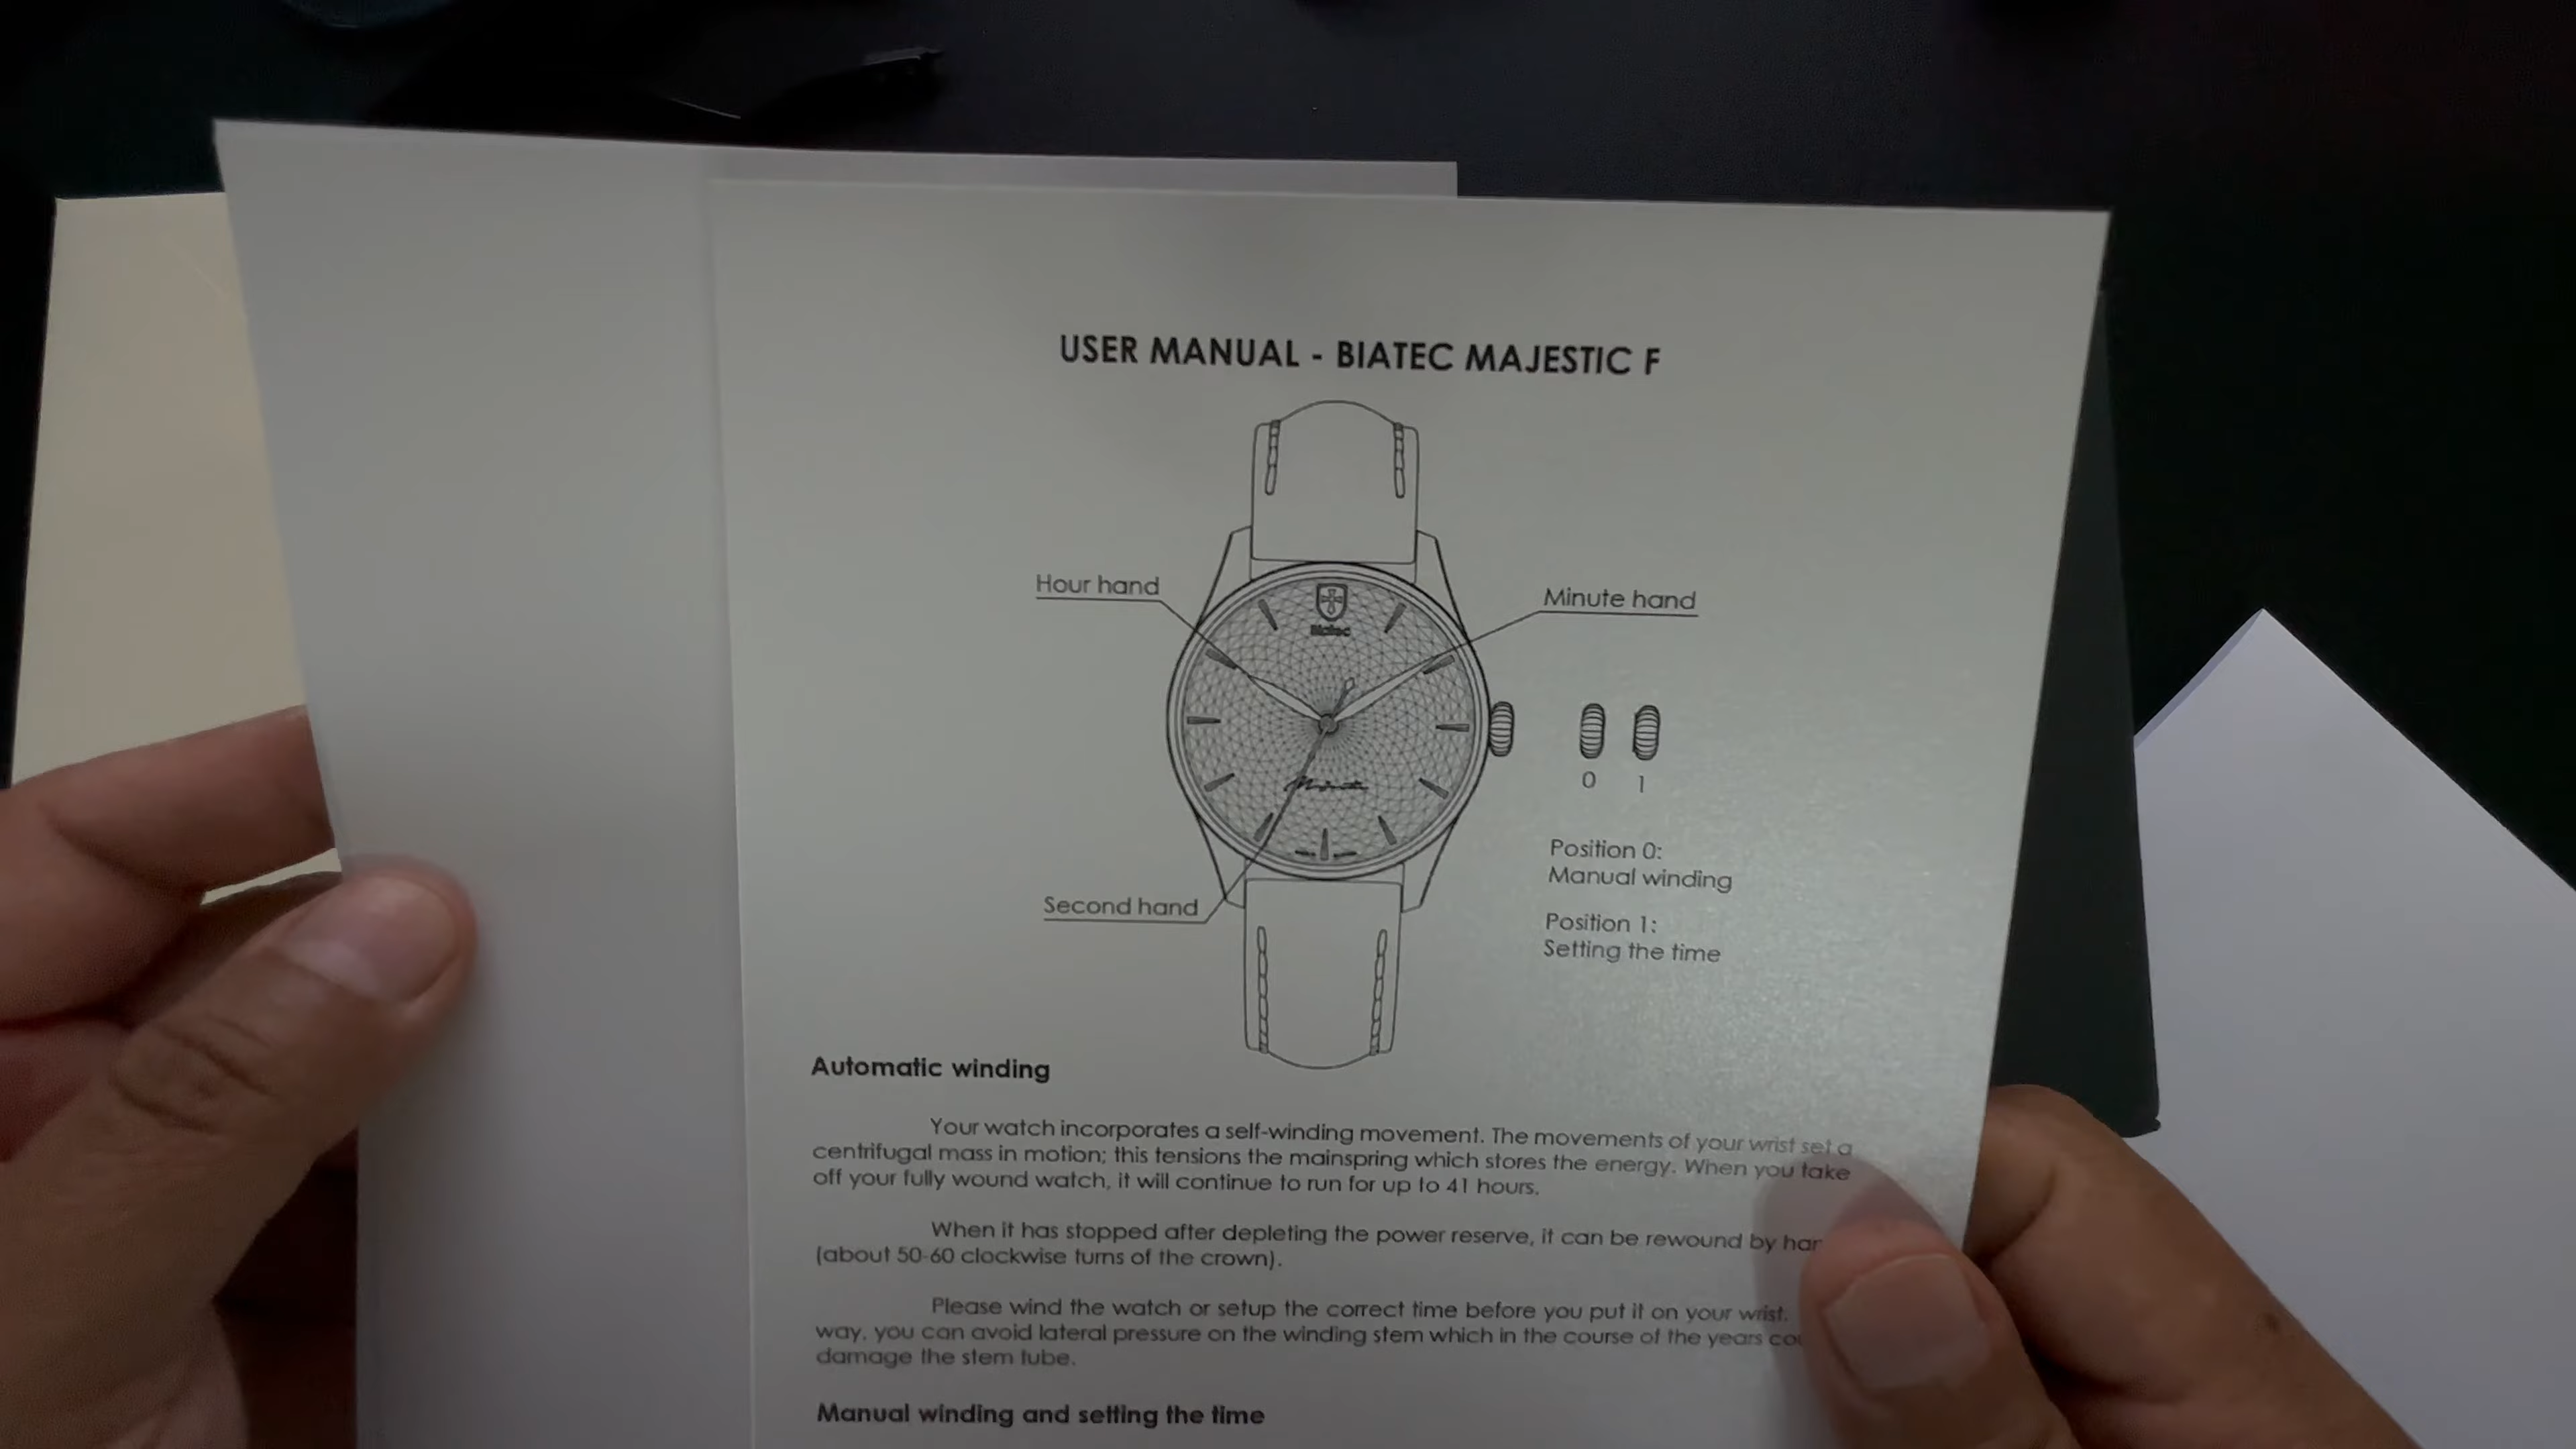 USER MANUAL - BIATEC MAJESTIC F
Hour hand
Minute hand
Biatec
0 1
Position 0:
Manual winding
Position 1:
Setting the time
Second hand
Automatic winding
Your watch incorporates a self-winding movement. The movements of your wrist set a
centrifugal mass in motion; this tensions the mainspring which stores the energy. When you take
off your fully wound watch, it will continue to run for up to 41 hours.
When it has stopped after depleting the power reserve, it can be rewound by
(about 50-60 clockwise turns of the crown).
Please wind the watch or setup the correct time before you put it on your wrist.
way, you can avoid lateral pressure on the winding stem which in the course of the years
damage the stem tube.
Manual winding and setting the time